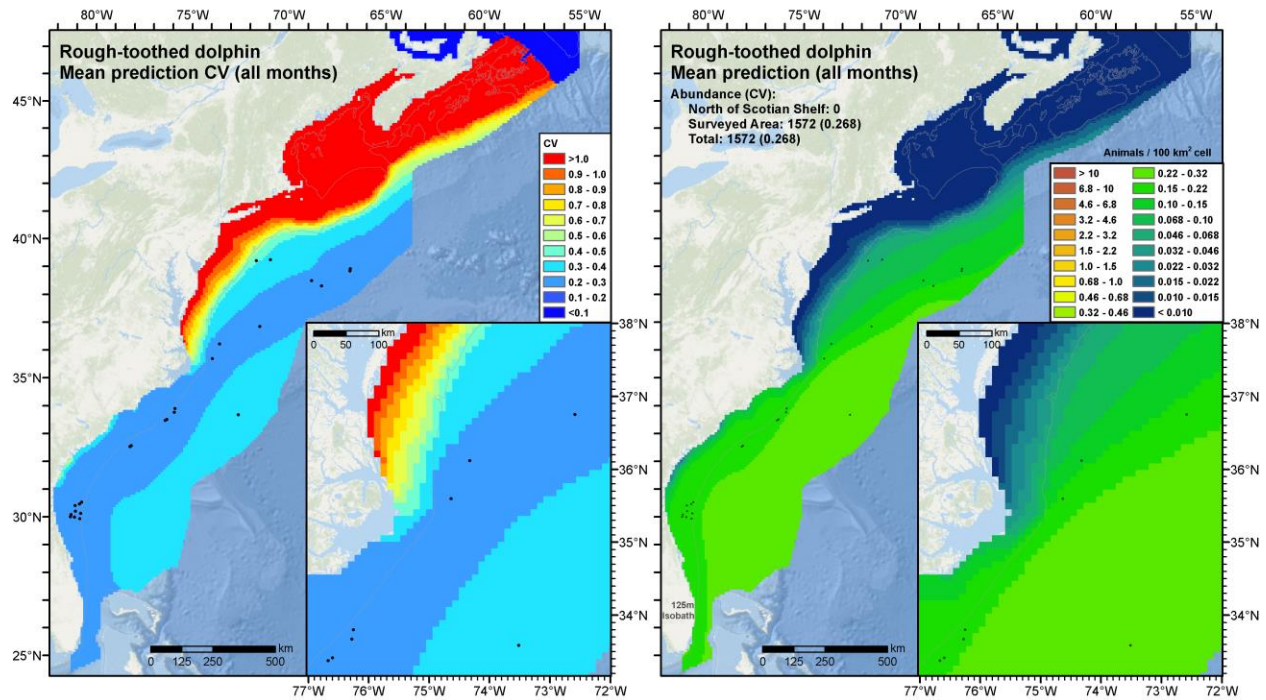 80°W 75°W 70°W 65°W 60°W 55°W
Rough-toothed dolphin
Mean prediction CV (all months)
45°N
40°N
35°N
30°N
25°N
CV
>1.0
0.9 - 1.0
0.8 - 0.9
0.7 - 0.8
0.6 - 0.7
0.5 - 0.6
0.4 - 0.5
0.3 - 0.4
0.2 - 0.3
0.1 - 0.2
<0.1
km
0 50 100
38°N
37°N
36°N
35°N
34°N
km
0 125 250 500
77°W 76°W 75°W 74°W 73°W 72°W
80°W 75°W 70°W 65°W 60°W 55°W
Rough-toothed dolphin
Mean prediction (all months)
Abundance (CV):
North of Scotian Shelf: 0
Surveyed Area: 1572 (0.268)
Total: 1572 (0.268)
45°N
40°N
35°N
30°N
25°N
Animals / 100 km² cell
> 10 0.22 - 0.32
6.8 - 10 0.15 - 0.22
4.6 - 6.8 0.10 - 0.15
3.2 - 4.6 0.068 - 0.10
2.2 - 3.2 0.046 - 0.068
1.5 - 2.2 0.032 - 0.046
1.0 - 1.5 0.022 - 0.032
0.68 - 1.0 0.015 - 0.022
0.46 - 0.68 0.010 - 0.015
0.32 - 0.46 < 0.010
km
0 50 100
38°N
37°N
36°N
35°N
34°N
125m
Isobath
km
0 125 250 500
77°W 76°W 75°W 74°W 73°W 72°W